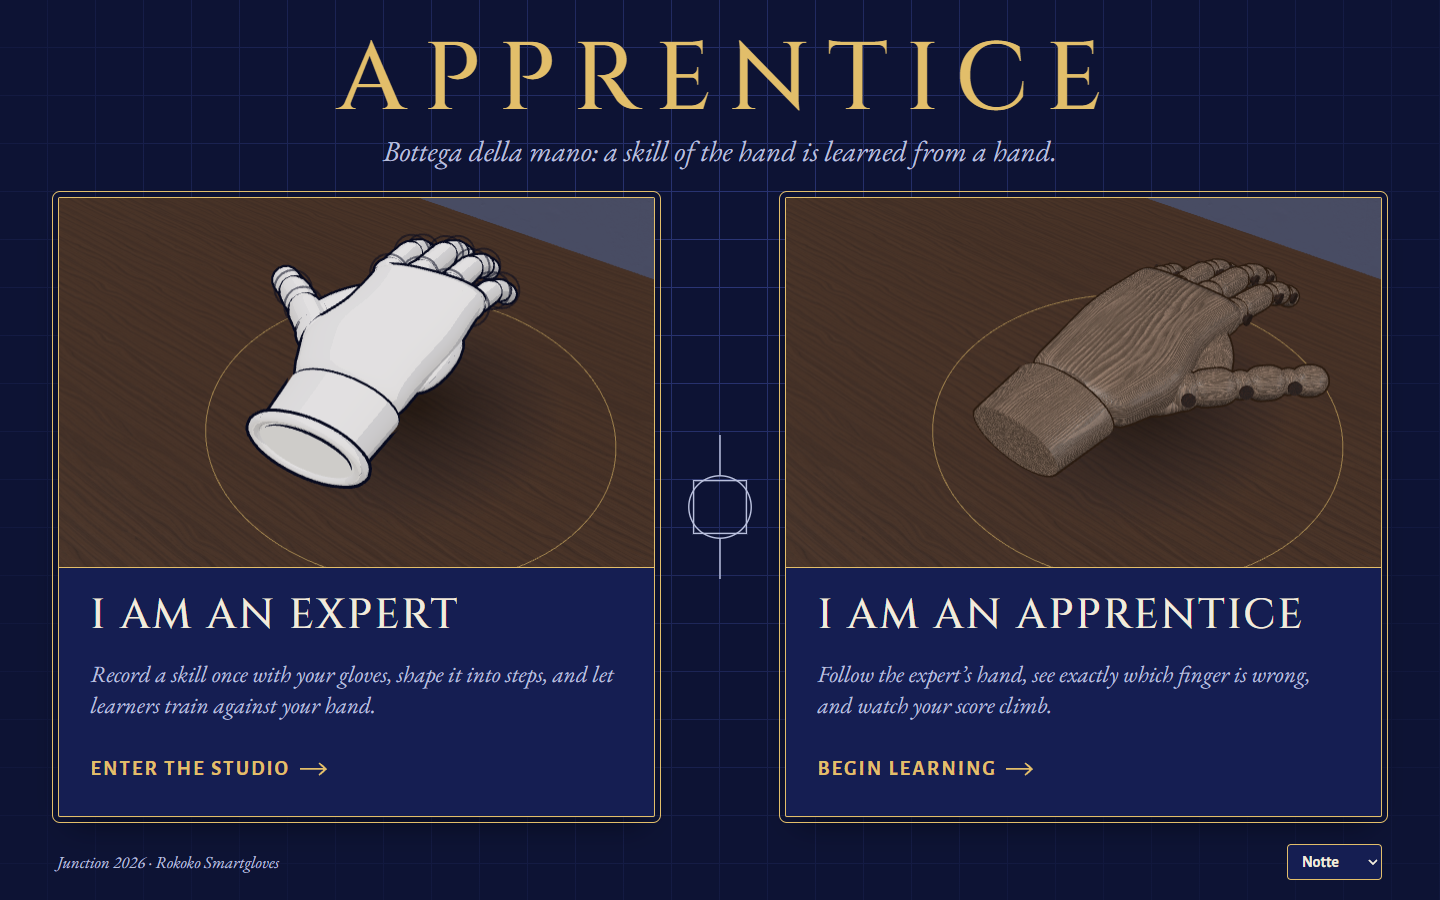 APPRENTICE
Bottega della mano: a skill of the hand is learned from a hand.
I AM AN EXPERT
Record a skill once with your gloves, shape it into steps, and let
learners train against your hand.
ENTER THE STUDIO →
I AM AN APPRENTICE
Follow the expert’s hand, see exactly which finger is wrong,
and watch your score climb.
BEGIN LEARNING →
Junction 2026 · Rokoko Smartgloves
Notte